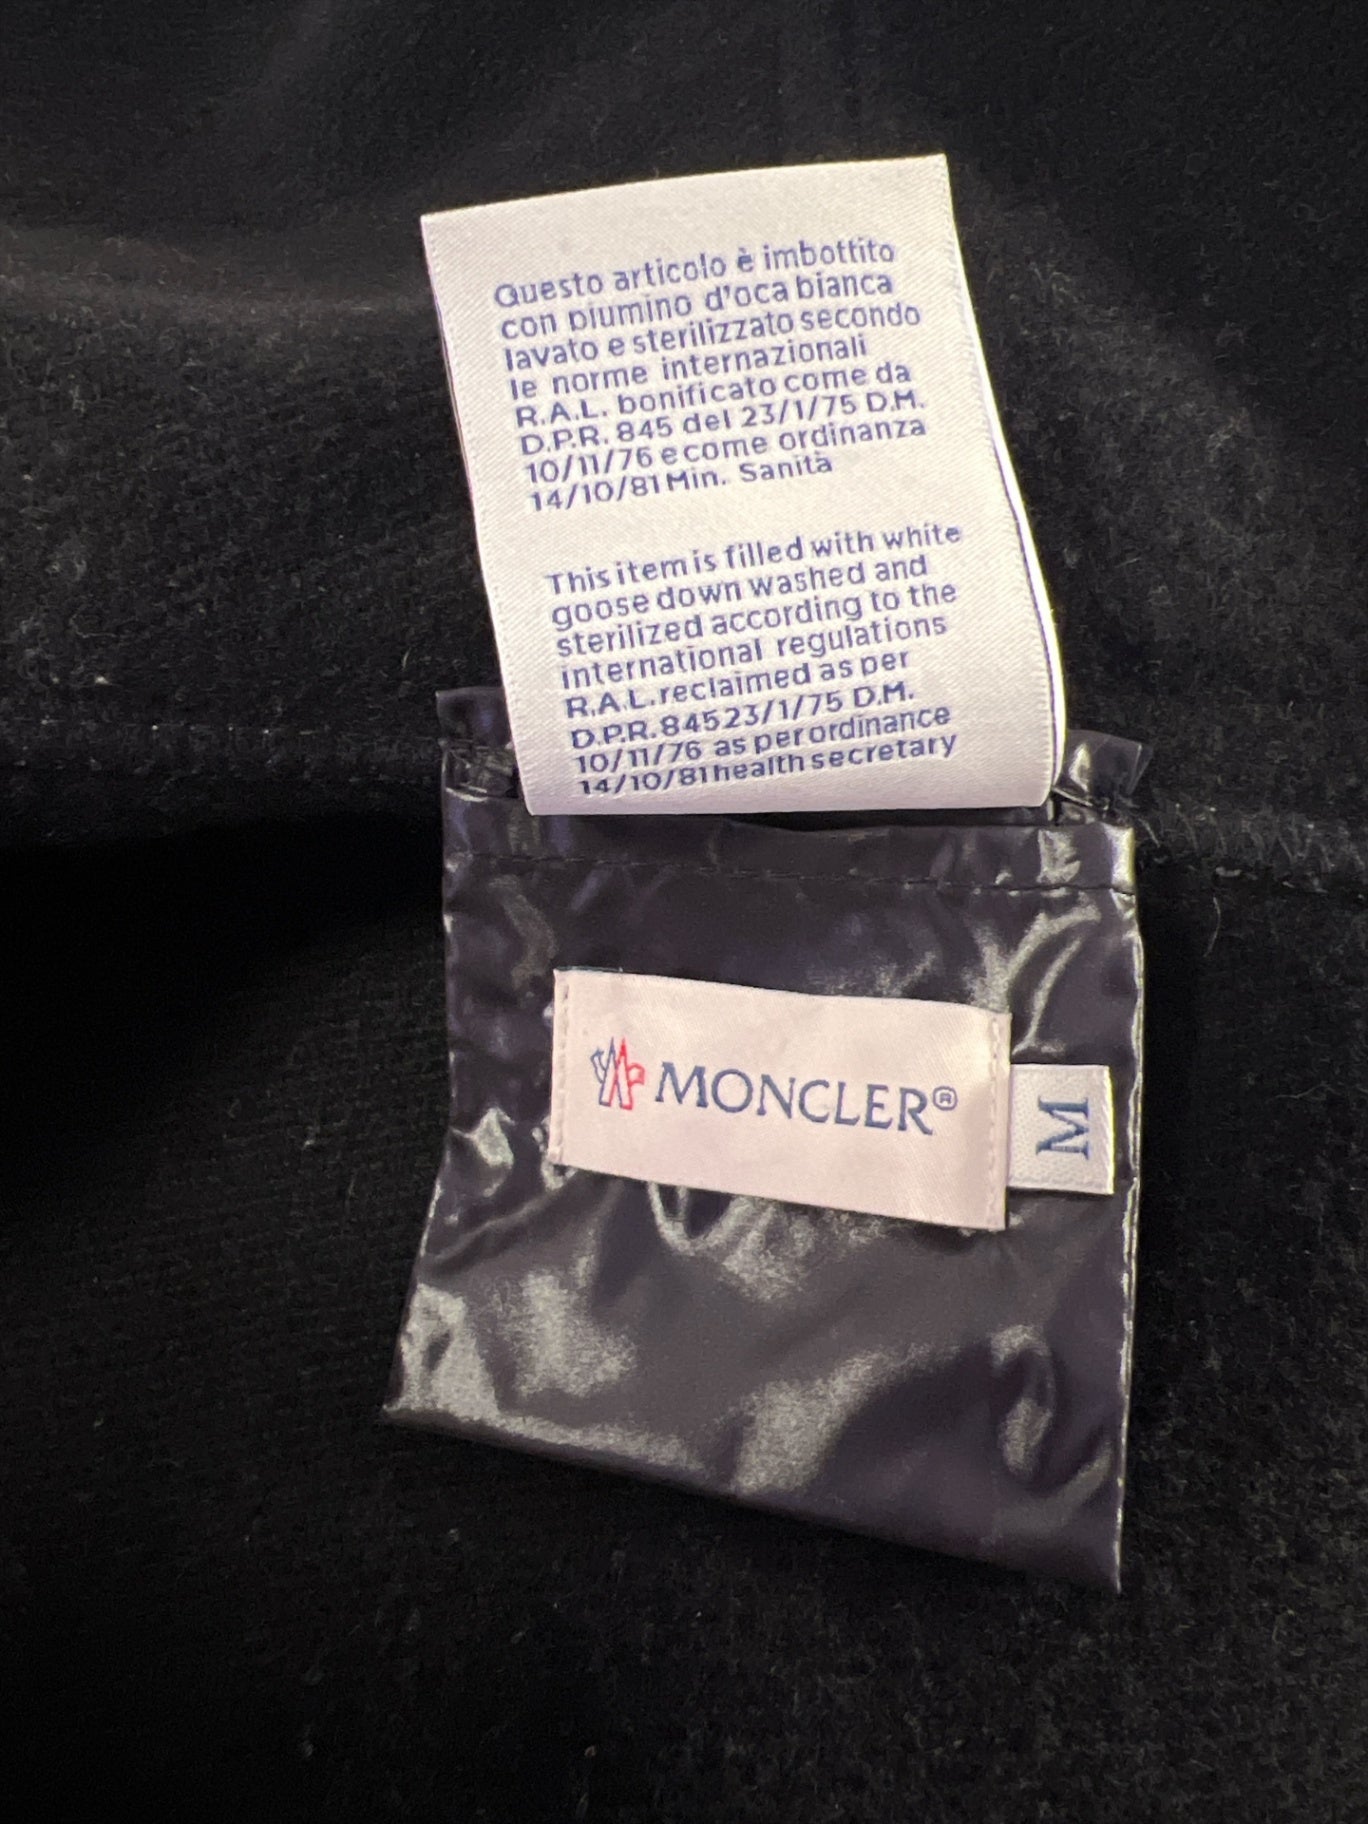 Questo articolo è imbottito
con piumino d'oca bianca
lavato e sterilizzato secondo
le norme internazionali
R.A.L. bonificato come da
D.P.R. 845 del 23/1/75 D.M.
10/11/76 e come ordinanza
14/10/81 Min. Sanità
This item is filled with white
goose down washed and
sterilized according to the
international regulations
R.A.L. reclaimed as per
D.P.R. 845 23/1/75 D.M.
10/11/76 as per ordinance
14/10/81 health secretary
MONCLER®
M